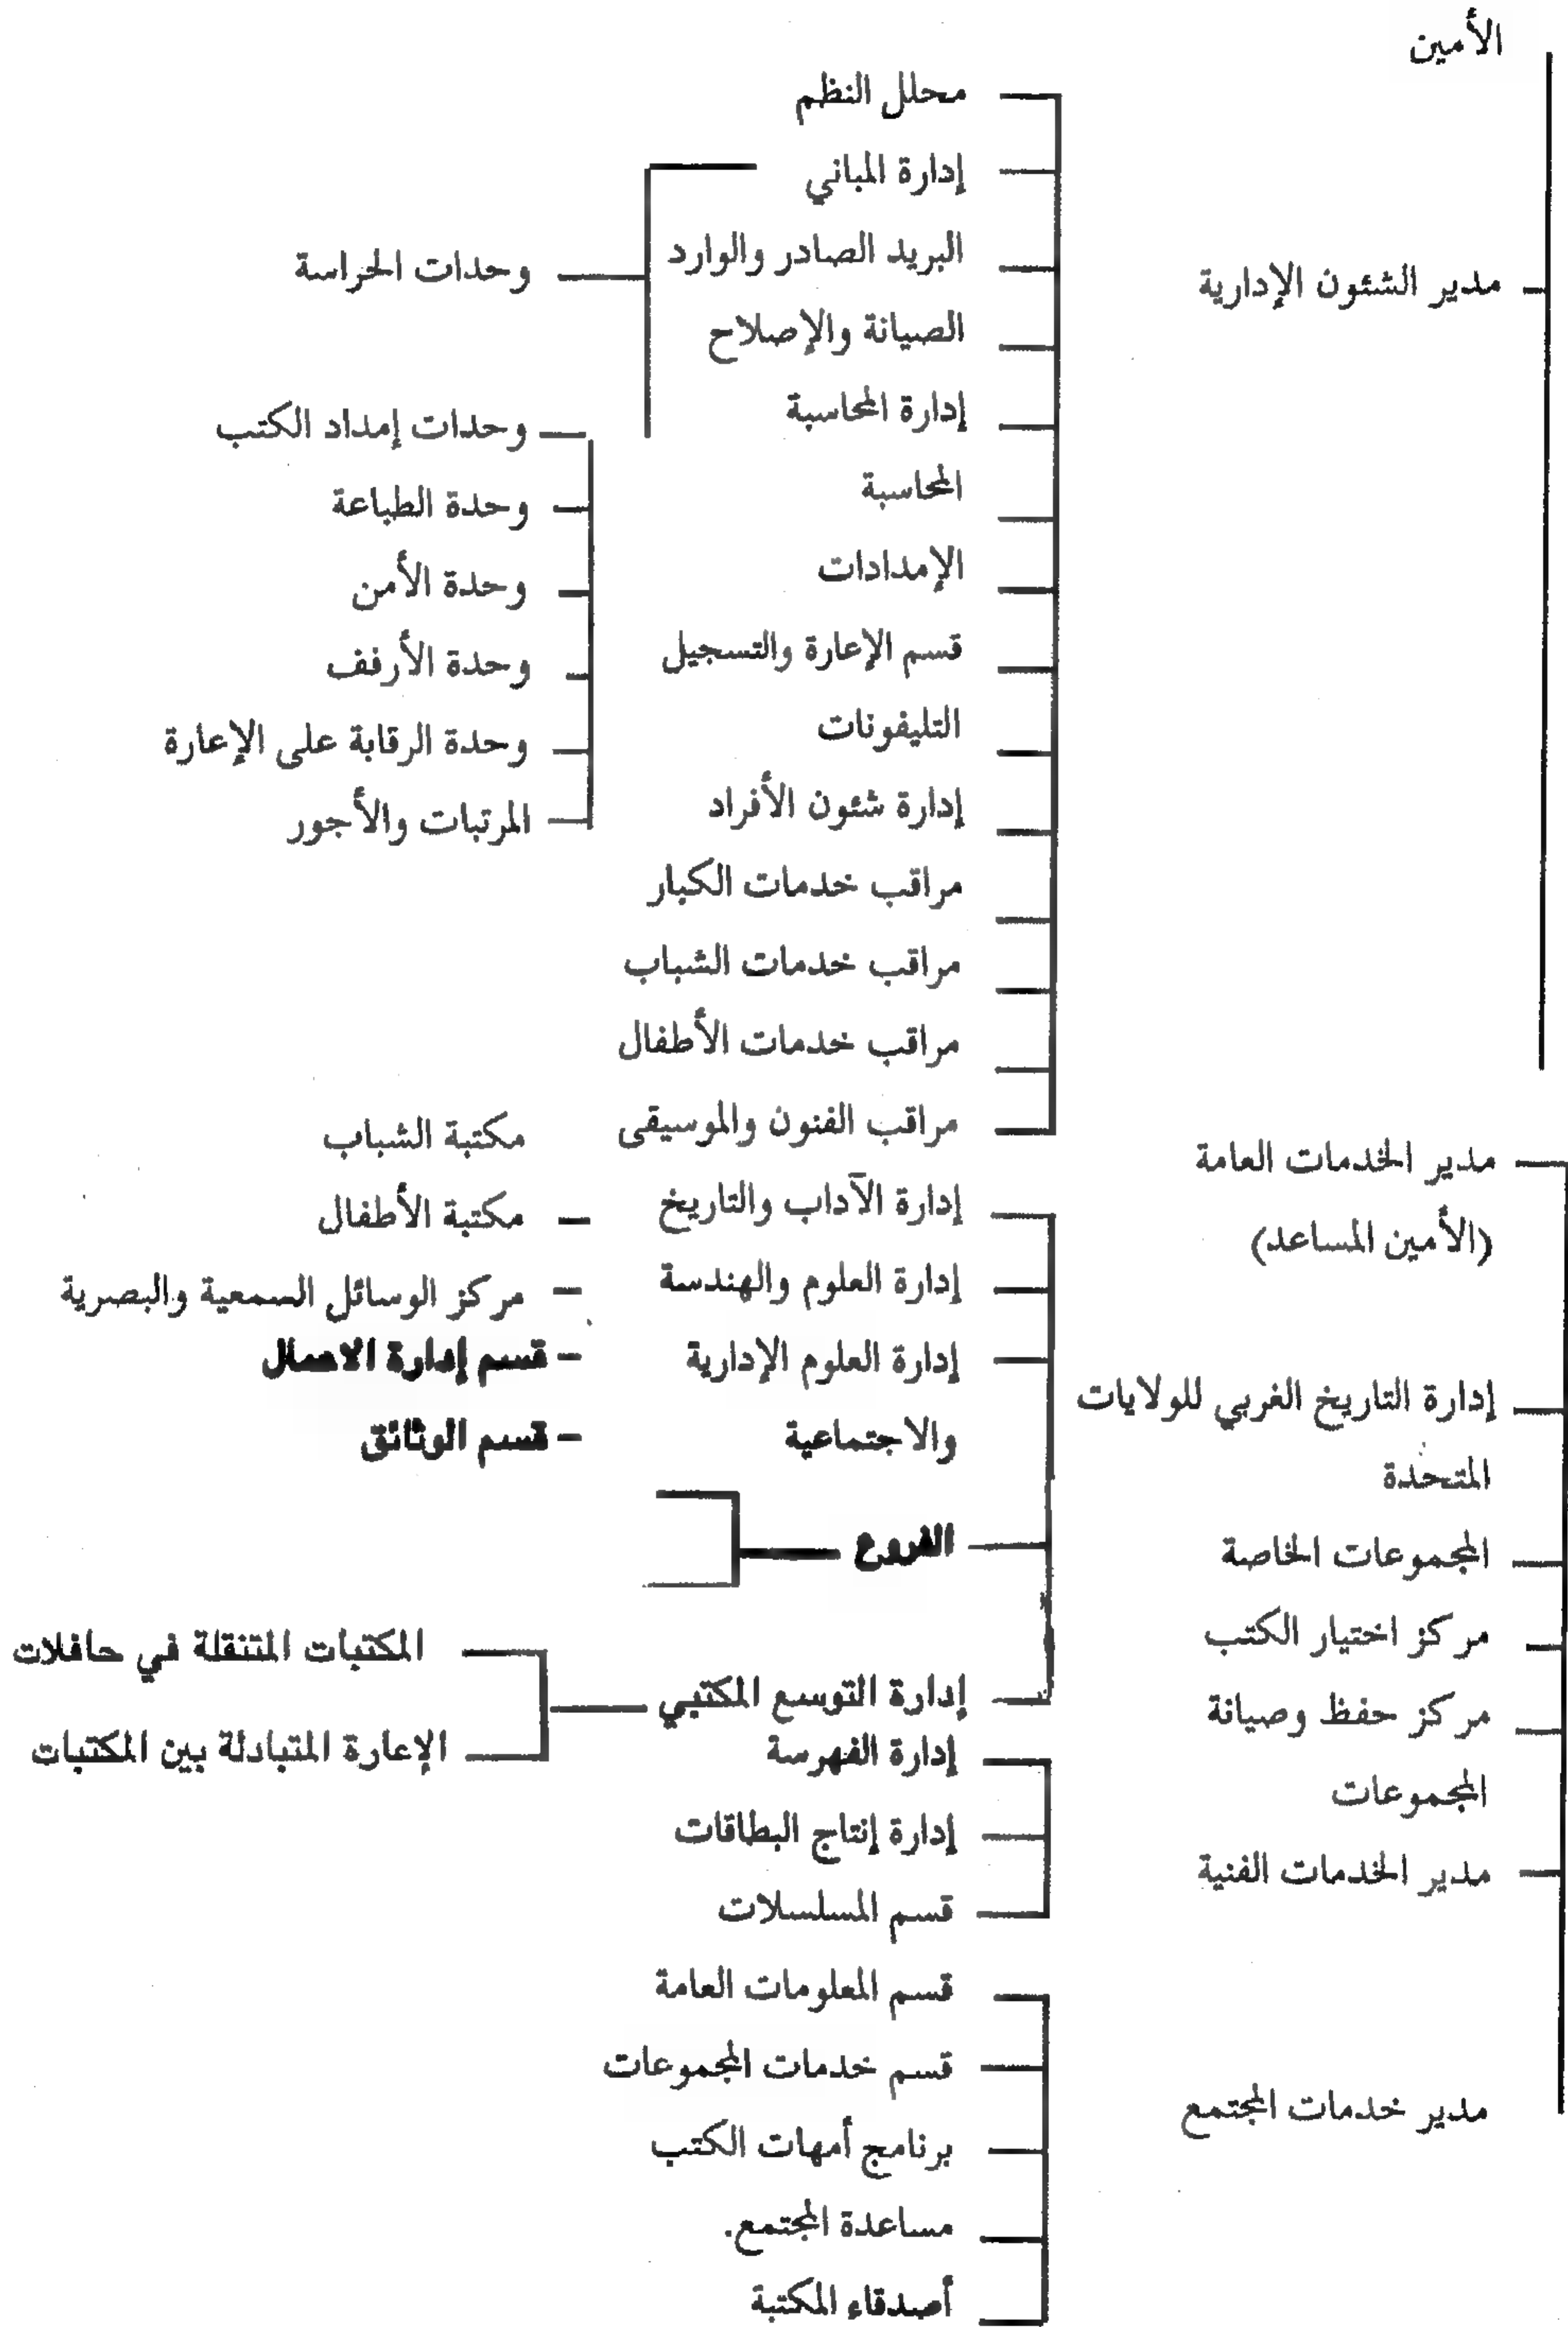 الأمين
مدير الشئون الإدارية
مدير الخدمات العامة
(الأمين المساعد)
إدارة التاريخ الغربي للولايات
المتحدة
المجموعات الخاصة
مركز اختيار الكتب
مركز حفظ وصيانة
المجموعات
مدير الخدمات الفنية
مدير خدمات المجتمع
محلل النظم
إدارة المباني
البريد الصادر والوارد
الصيانة والإصلاح
إدارة المحاسبة
المحاسبة
الإمدادات
قسم الإعارة والتسجيل
التليفونات
إدارة شئون الأفراد
مراقب خدمات الكبار
مراقب خدمات الشباب
مراقب خدمات الأطفال
مراقب الفنون والموسيقى
إدارة الآداب والتاريخ
إدارة العلوم والهندسة
إدارة العلوم الإدارية
والاجتماعية
الفروع
إدارة التوسع المكتبي
إدارة الفهرسة
إدارة إنتاج البطاقات
قسم المسلسلات
قسم المعلومات العامة
قسم خدمات المجموعات
برنامج أمهات الكتب
مساعدة المجتمع.
أصدقاء المكتبة
وحدات الحراسة
وحدات إمداد الكتب
وحدة الطباعة
وحدة الأمن
وحدة الأرفف
وحدة الرقابة على الإعارة
المرتبات والأجور
مكتبة الشباب
– مكتبة الأطفال
– مركز الوسائل السمعية والبصرية
– قسم إدارة
– قسم الوثائق
المكتبات المتنقلة في حافلات
الإعارة المتبادلة بين المكتبات